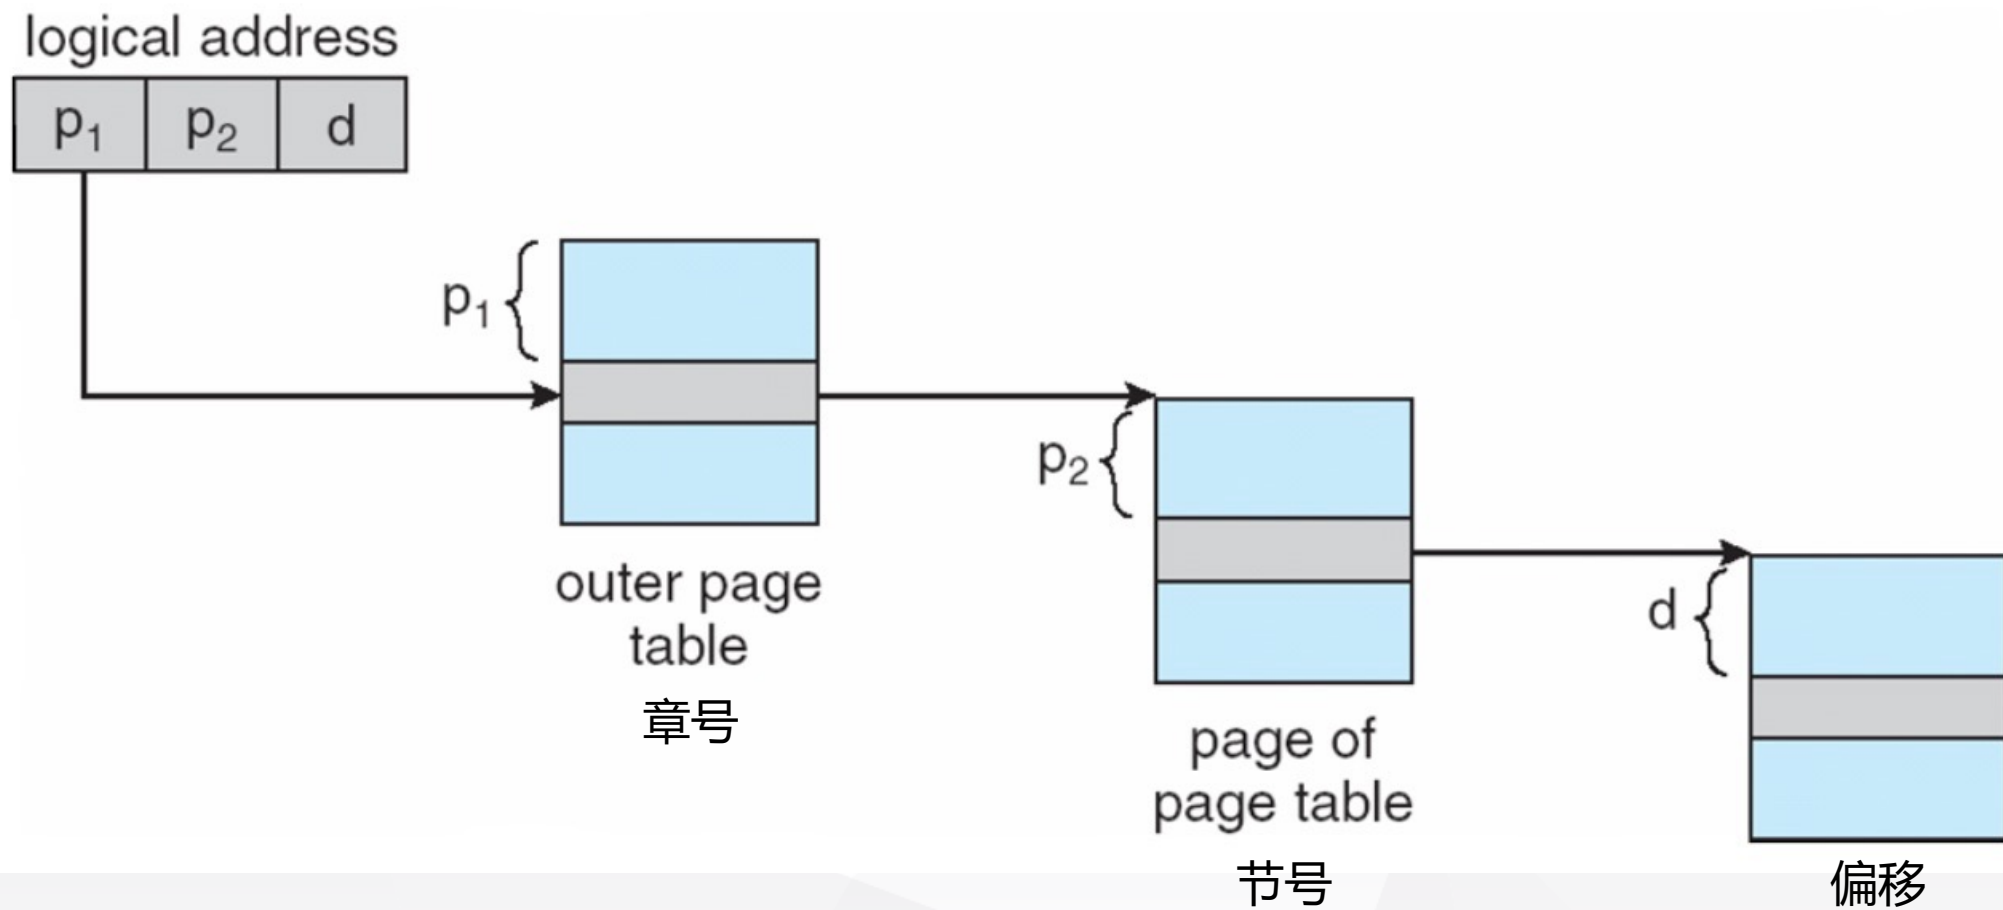 logical address
p₁ p₂ d
p₁
outer page
table
章号
p₂
page of
page table
节号
d
偏移